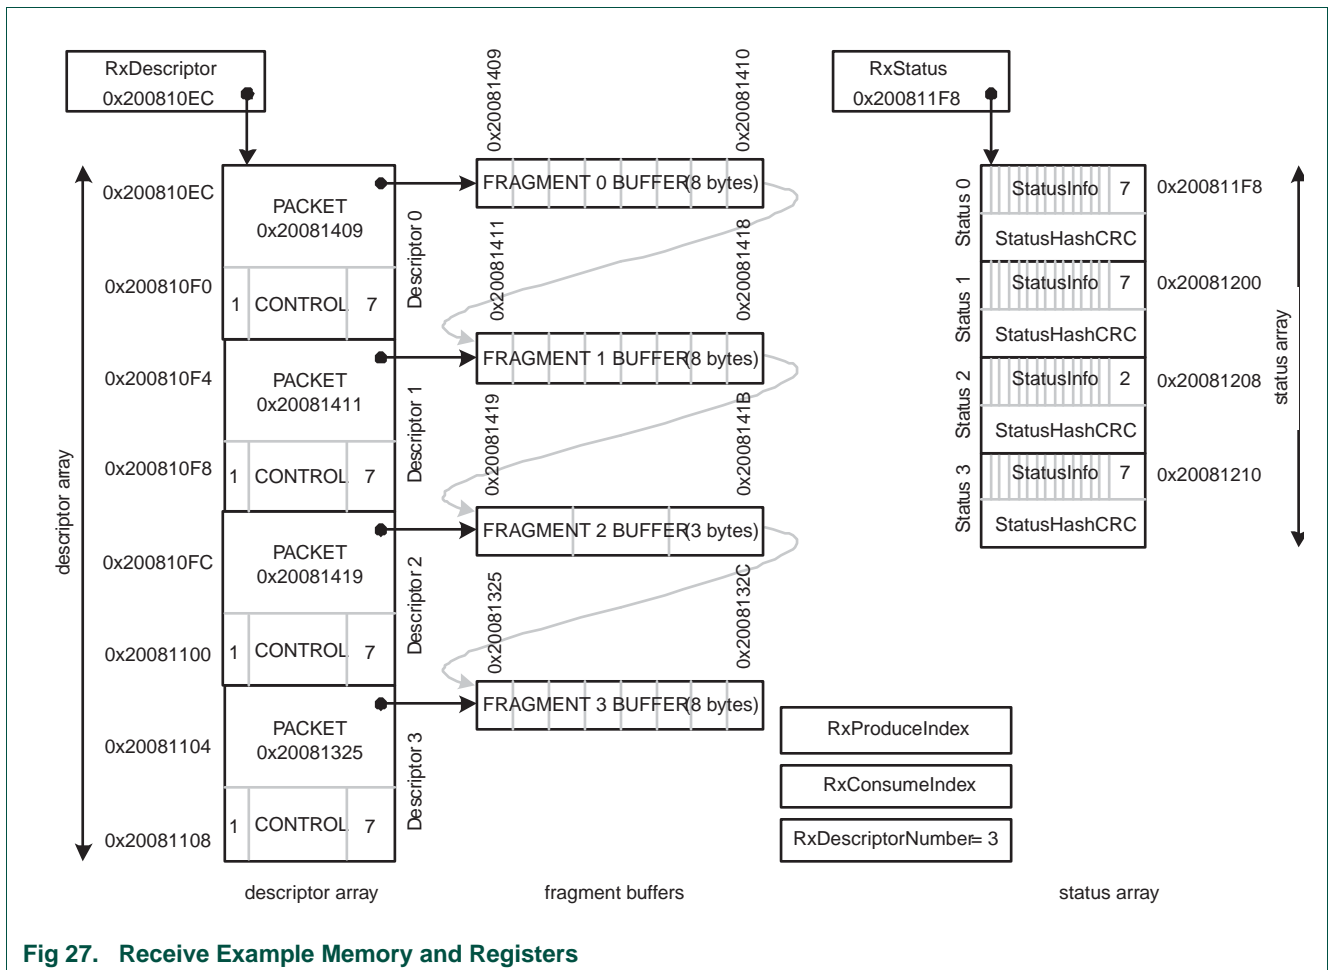 RxDescriptor
0x200810EC
RxStatus
0x200811F8
0x20081409
0x20081410
descriptor array
0x200810EC
PACKET
0x20081409
0x200810F0
1 CONTROL 7
Descriptor 0
FRAGMENT 0 BUFFER(8 bytes)
0x20081411
0x20081418
0x200810F4
PACKET
0x20081411
0x200810F8
1 CONTROL 7
Descriptor 1
FRAGMENT 1 BUFFER(8 bytes)
0x20081419
0x2008141B
0x200810FC
PACKET
0x20081419
0x20081100
1 CONTROL 7
Descriptor 2
FRAGMENT 2 BUFFER(3 bytes)
0x20081325
0x2008132C
0x20081104
PACKET
0x20081325
0x20081108
1 CONTROL 7
Descriptor 3
FRAGMENT 3 BUFFER(8 bytes)
Status 0
StatusInfo 7
0x200811F8
StatusHashCRC
Status 1
StatusInfo 7
0x20081200
StatusHashCRC
Status 2
StatusInfo 2
0x20081208
StatusHashCRC
Status 3
StatusInfo 7
0x20081210
StatusHashCRC
status array
RxProduceIndex
RxConsumeIndex
RxDescriptorNumber= 3
descriptor array
fragment buffers
status array
Fig 27. Receive Example Memory and Registers